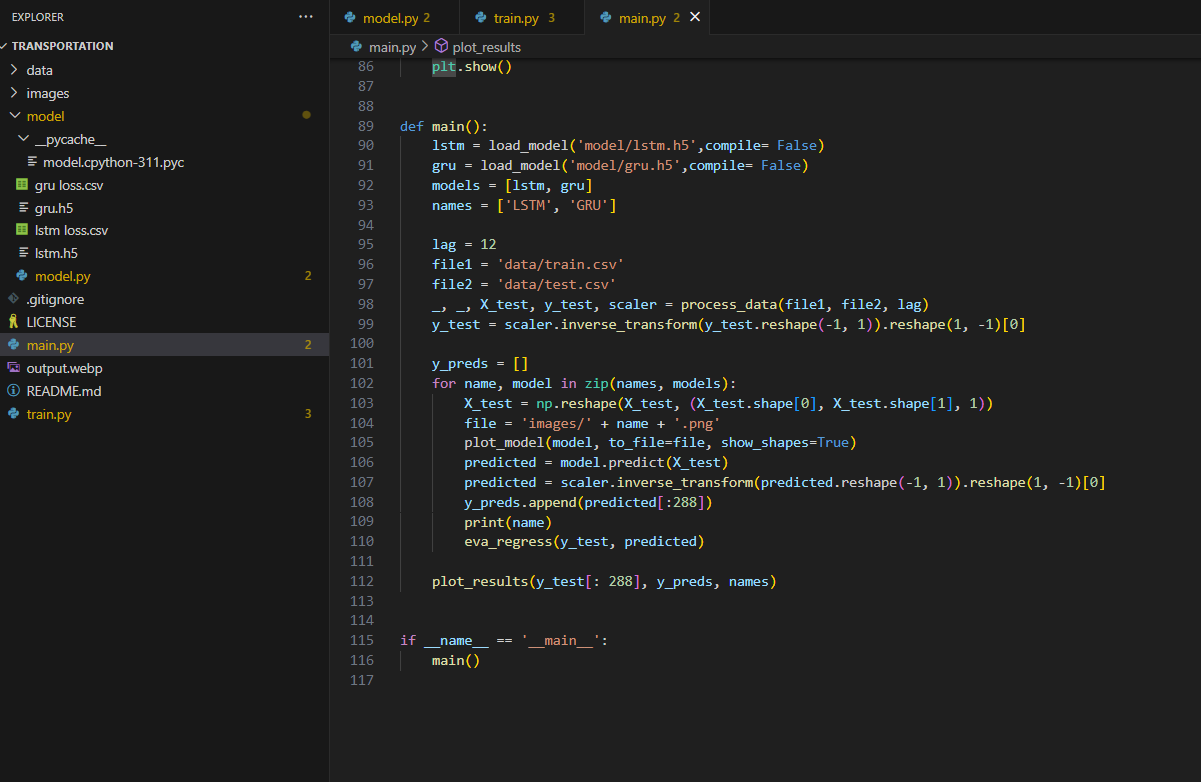 EXPLORER
...
TRANSPORTATION
data
images
model
__pycache__
model.cpython-311.pyc
gru loss.csv
gru.h5
lstm loss.csv
lstm.h5
model.py 2
.gitignore
LICENSE
main.py 2
output.webp
README.md
train.py 3
model.py 2
train.py 3
main.py 2
main.py > plot_results
86 plt.show()
87
88
89 def main():
90 lstm = load_model('model/lstm.h5',compile= False)
91 gru = load_model('model/gru.h5',compile= False)
92 models = [lstm, gru]
93 names = ['LSTM', 'GRU']
94
95 lag = 12
96 file1 = 'data/train.csv'
97 file2 = 'data/test.csv'
98 _, _, X_test, y_test, scaler = process_data(file1, file2, lag)
99 y_test = scaler.inverse_transform(y_test.reshape(-1, 1)).reshape(1, -1)[0]
100
101 y_preds = []
102 for name, model in zip(names, models):
103 X_test = np.reshape(X_test, (X_test.shape[0], X_test.shape[1], 1))
104 file = 'images/' + name + '.png'
105 plot_model(model, to_file=file, show_shapes=True)
106 predicted = model.predict(X_test)
107 predicted = scaler.inverse_transform(predicted.reshape(-1, 1)).reshape(1, -1)[0]
108 y_preds.append(predicted[:288])
109 print(name)
110 eva_regress(y_test, predicted)
111
112 plot_results(y_test[: 288], y_preds, names)
113
114
115 if __name__ == '__main__':
116 main()
117